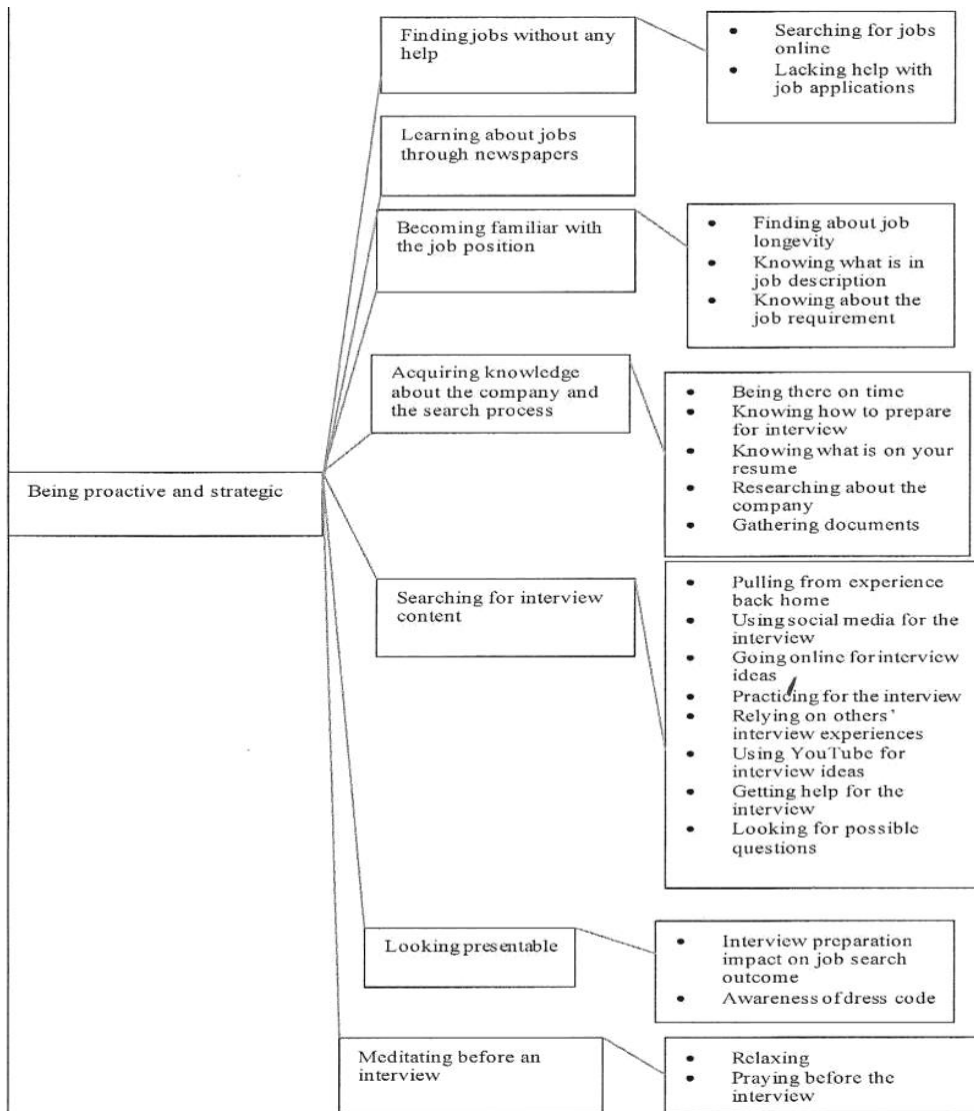 Finding jobs without any
help
• Searching for jobs
online
• Lacking help with
job applications
Learning about jobs
through newspapers
Becoming familiar with
the job position
• Finding about job
longevity
• Knowing what is in
job description
• Knowing about the
job requirement
Acquiring knowledge
about the company and
the search process
• Being there on time
• Knowing how to prepare
for interview
• Knowing what is on your
resume
• Researching about the
company
• Gathering documents
Being proactive and strategic
Searching for interview
content
• Pulling from experience
back home
• Using social media for the
interview
• Going online for interview
ideas
• Practicing for the interview
• Relying on others'
interview experiences
• Using YouTube for
interview ideas
• Getting help for the
interview
• Looking for possible
questions
Looking presentable
• Interview preparation
impact on job search
outcome
• Awareness of dress code
Meditating before an
interview
• Relaxing
• Praying before the
interview